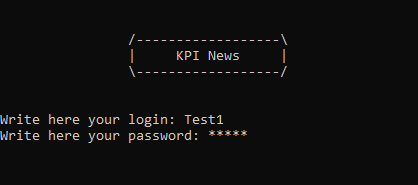 /------------------\
|     KPI News     |
\------------------/
Write here your login: Test1
Write here your password: *****